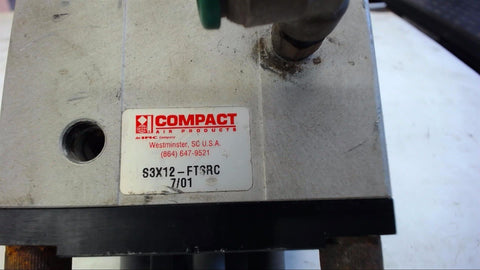 COMPACT
AIR PRODUCTS
Westminster, SC U.S.A.
(864) 647-9521
S3X12-FTSRC
7/01